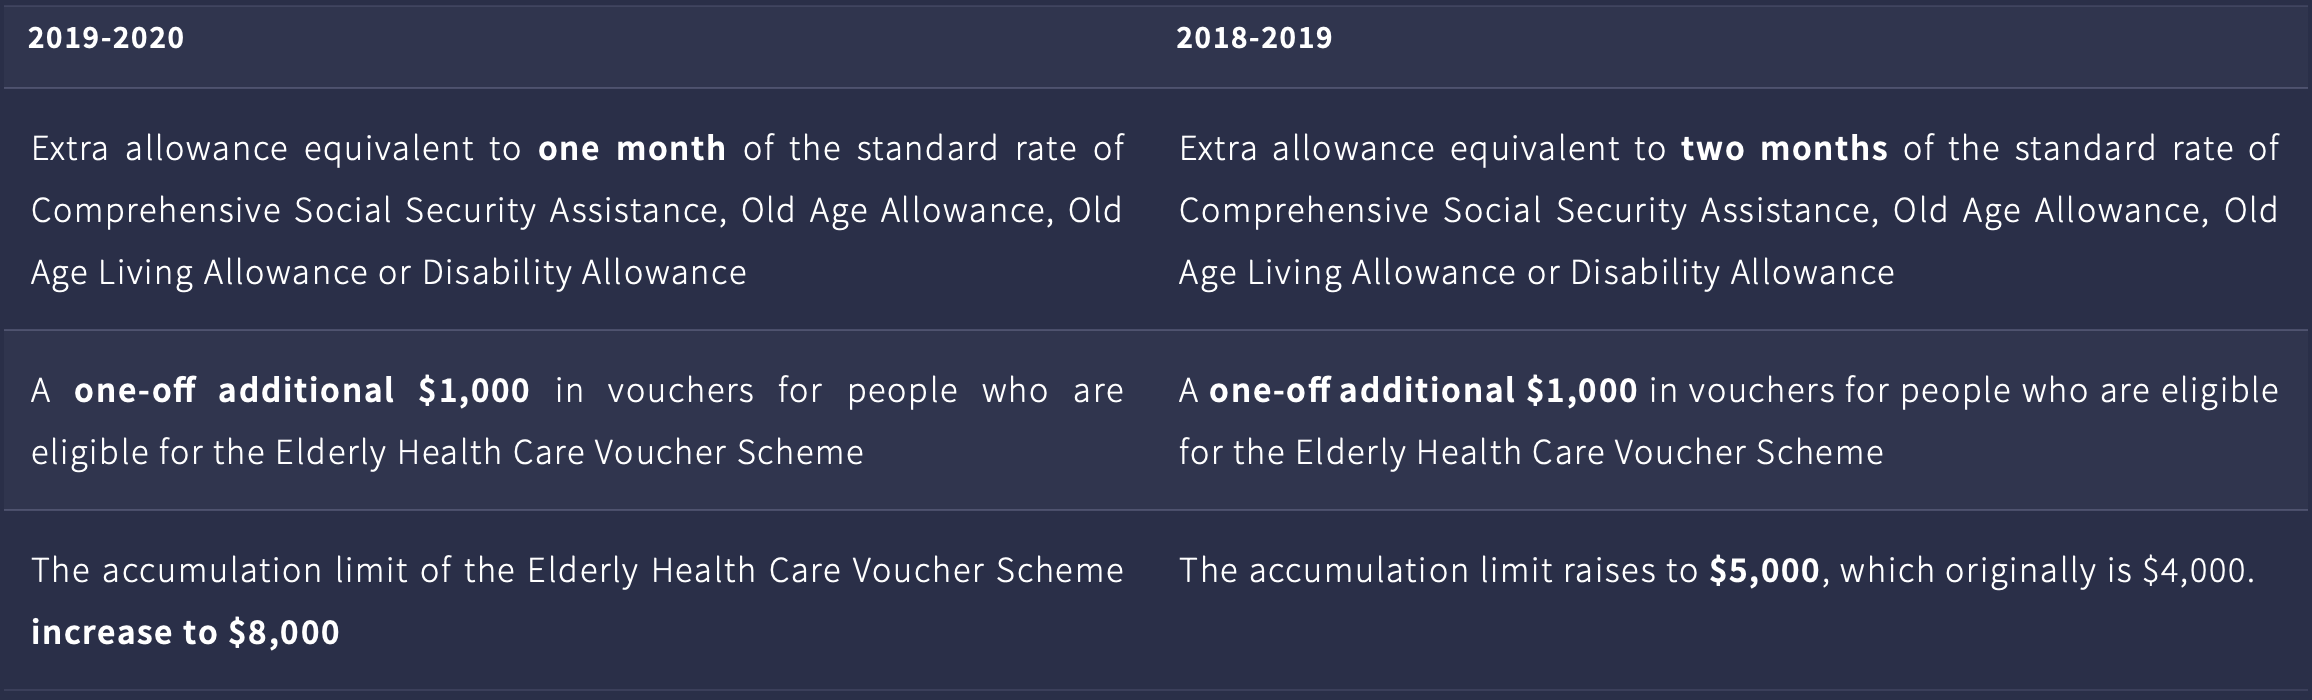 2019-2020
2018-2019
Extra allowance equivalent to one month of the standard rate of
Comprehensive Social Security Assistance, Old Age Allowance, Old
Age Living Allowance or Disability Allowance
Extra allowance equivalent to two months of the standard rate of
Comprehensive Social Security Assistance, Old Age Allowance, Old
Age Living Allowance or Disability Allowance
A one-off additional $1,000 in vouchers for people who are
eligible for the Elderly Health Care Voucher Scheme
A one-off additional $1,000 in vouchers for people who are eligible
for the Elderly Health Care Voucher Scheme
The accumulation limit of the Elderly Health Care Voucher Scheme
increase to $8,000
The accumulation limit raises to $5,000, which originally is $4,000.